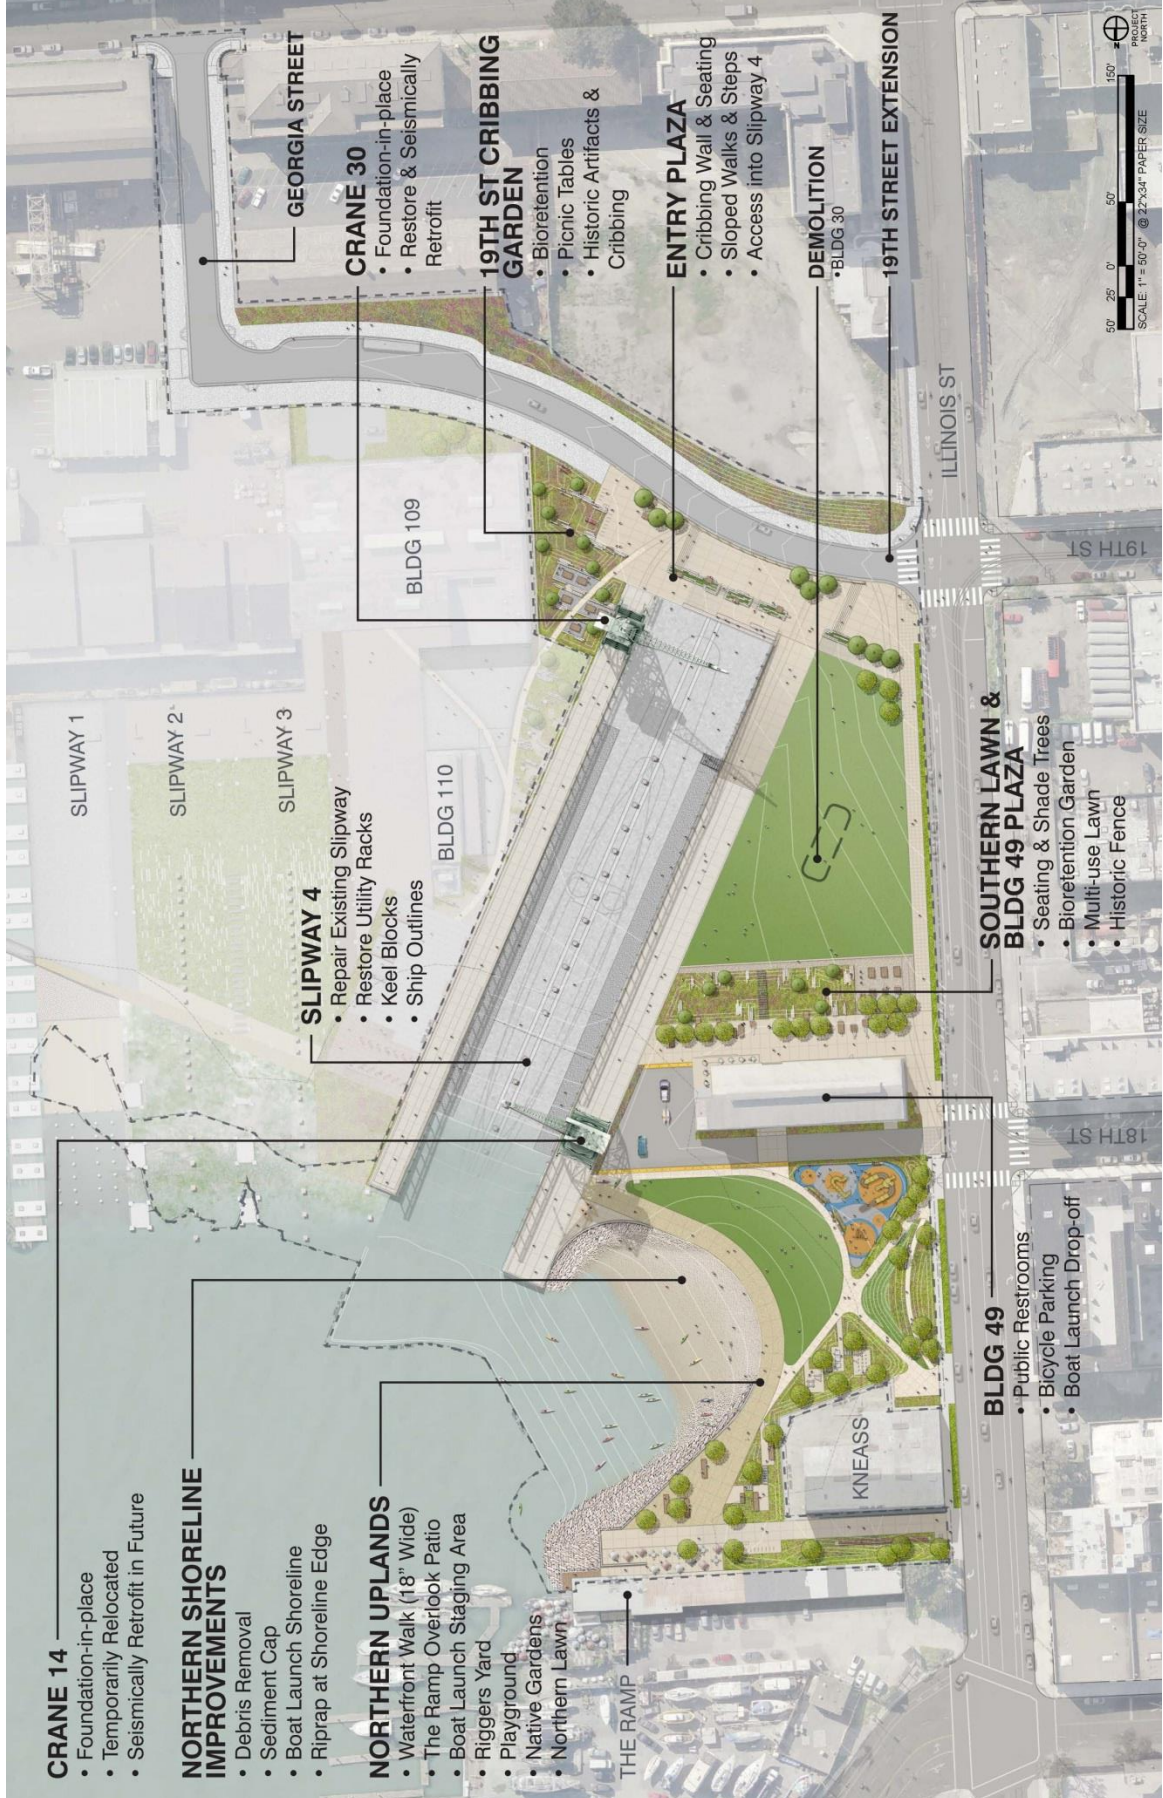 CRANE 14
• Foundation-in-place
• Temporarily Relocated
• Seismically Retrofit in Future
NORTHERN SHORELINE
IMPROVEMENTS
• Debris Removal
• Sediment Cap
• Boat Launch Shoreline
• Riprap at Shoreline Edge
NORTHERN UPLANDS
• Waterfront Walk (18" Wide)
• The Ramp Overlook Patio
• Boat Launch Staging Area
• Riggers Yard
• Playground
• Native Gardens
• Northern Lawn
THE RAMP
KNEASS
SLIPWAY 1
SLIPWAY 2
SLIPWAY 3
SLIPWAY 4
• Repair Existing Slipway
• Restore Utility Racks
• Keel Blocks
• Ship Outlines
BLDG 110
BLDG 109
GEORGIA STREET
CRANE 30
• Foundation-in-place
• Restore & Seismically
Retrofit
19TH ST CRIBBING
GARDEN
• Bioretention
• Picnic Tables
• Historic Artifacts &
Cribbing
ENTRY PLAZA
• Cribbing Wall & Seating
• Sloped Walks & Steps
• Access into Slipway 4
DEMOLITION
• BLDG 30
19TH STREET EXTENSION
ILLINOIS ST
19TH ST
18TH ST
BLDG 49
• Public Restrooms
• Bicycle Parking
• Boat Launch Drop-off
SOUTHERN LAWN &
BLDG 49 PLAZA
• Seating & Shade Trees
• Bioretention Garden
• Multi-use Lawn
• Historic Fence
50' 25' 0' 50' 150'
SCALE: 1" = 50'-0" @ 22"x34" PAPER SIZE
PROJECT
NORTH